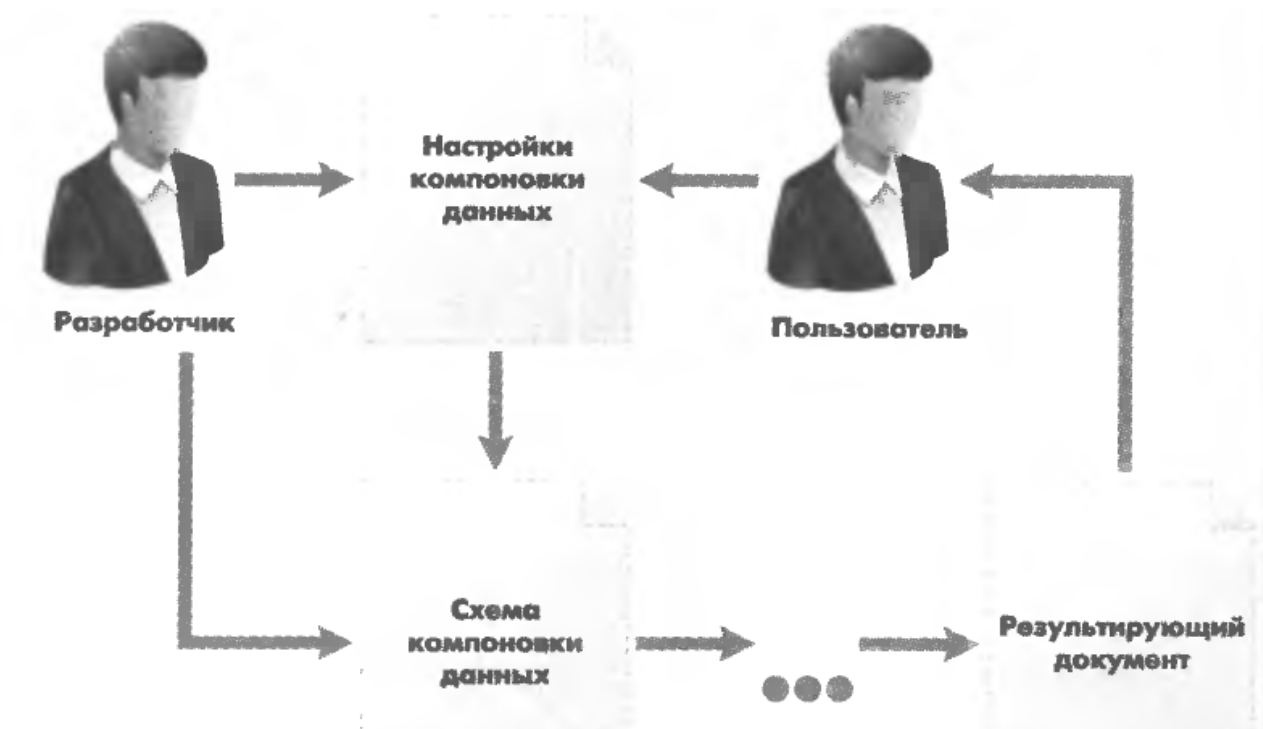 Настройки
компоновки
данных
Разработчик
Пользователь
Схема
компоновки
данных
Результирующий
документ